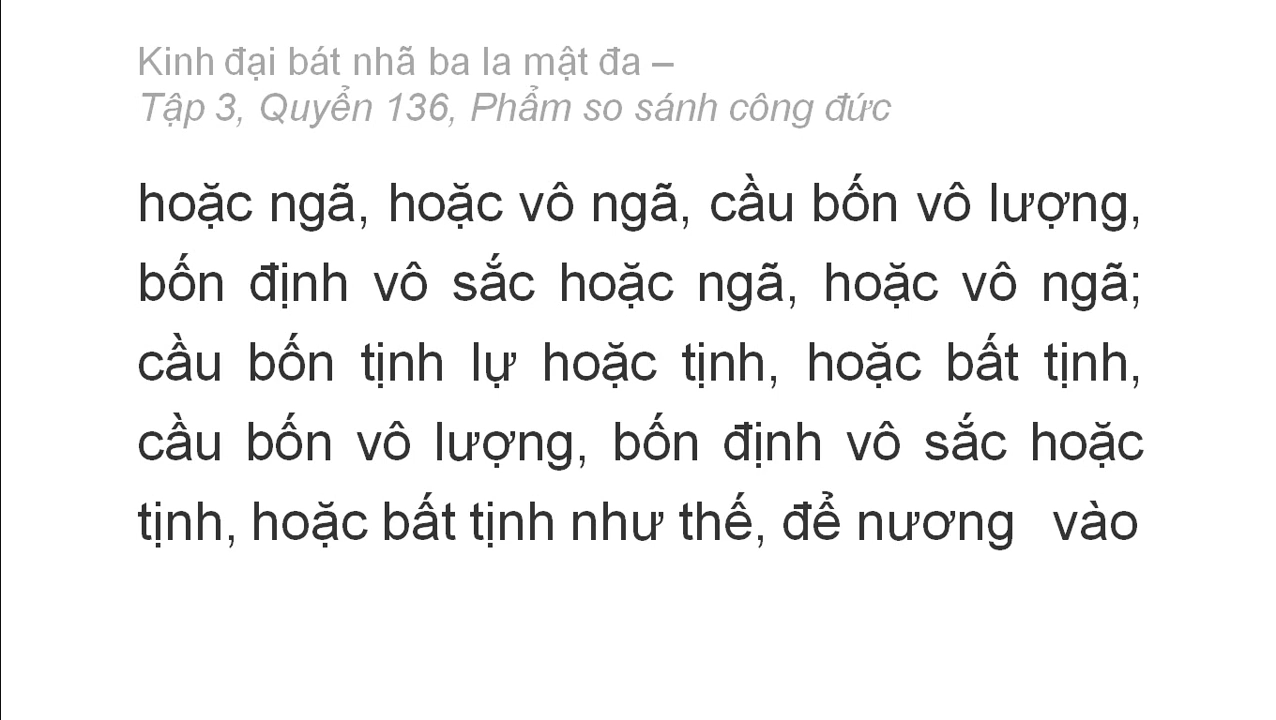 Kinh đại bát nhã ba la mật đa –
Tập 3, Quyển 136, Phẩm so sánh công đức
hoặc ngã, hoặc vô ngã, cầu bốn vô lượng,
bốn định vô sắc hoặc ngã, hoặc vô ngã;
cầu bốn tịnh lự hoặc tịnh, hoặc bất tịnh,
cầu bốn vô lượng, bốn định vô sắc hoặc
tịnh, hoặc bất tịnh như thế, để nương vào